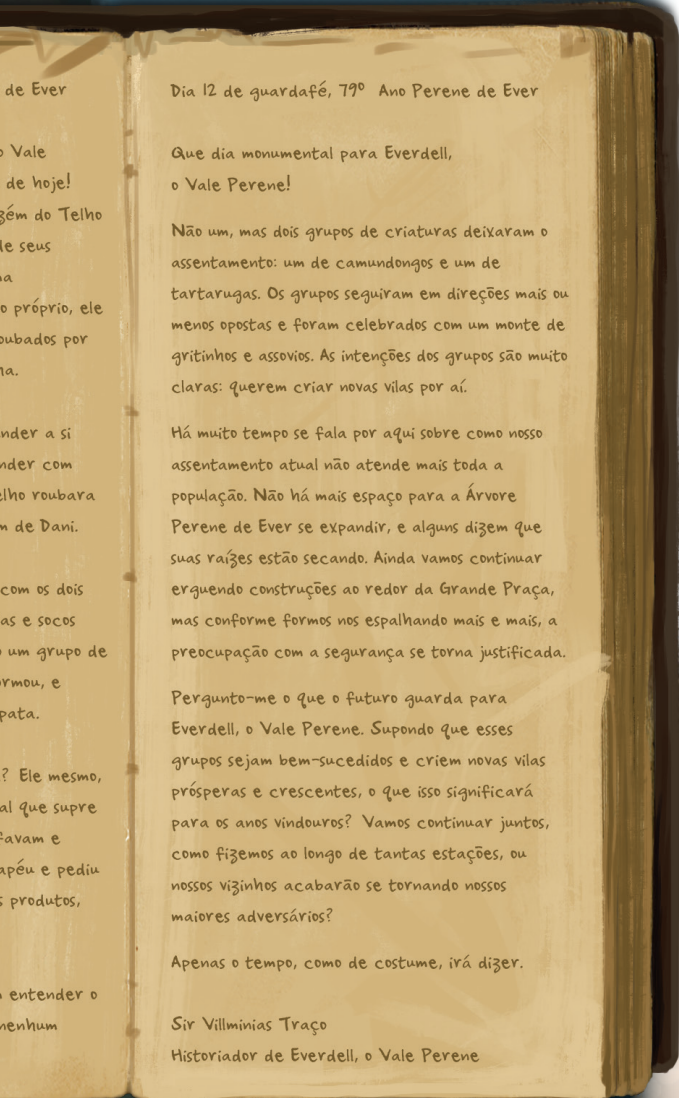 de Ever
o Vale
de hoje!
zém do Telho
de seus
na
o próprio, ele
oubados por
na.
nder a si
nder com
elho roubara
m de Dani.
com os dois
as e socos
o um grupo de
ormou, e
pata.
? Ele mesmo,
al que supre
favam e
apéu e pediu
s produtos,
o entender o
nenhum
Dia 12 de guardafé, 79º Ano Perene de Ever
Que dia monumental para Everdell,
o Vale Perene!
Não um, mas dois grupos de criaturas deixaram o
assentamento: um de camundongos e um de
tartarugas. Os grupos seguiram em direções mais ou
menos opostas e foram celebrados com um monte de
gritinhos e assovios. As intenções dos grupos são muito
claras: querem criar novas vilas por aí.
Há muito tempo se fala por aqui sobre como nosso
assentamento atual não atende mais toda a
população. Não há mais espaço para a Árvore
Perene de Ever se expandir, e alguns dizem que
suas raízes estão secando. Ainda vamos continuar
erguendo construções ao redor da Grande Praça,
mas conforme formos nos espalhando mais e mais, a
preocupação com a segurança se torna justificada.
Pergunto-me o que o futuro guarda para
Everdell, o Vale Perene. Supondo que esses
grupos sejam bem-sucedidos e criem novas vilas
prósperas e crescentes, o que isso significará
para os anos vindouros? Vamos continuar juntos,
como fizemos ao longo de tantas estações, ou
nossos vizinhos acabarão se tornando nossos
maiores adversários?
Apenas o tempo, como de costume, irá dizer.
Sir Villminias Traço
Historiador de Everdell, o Vale Perene